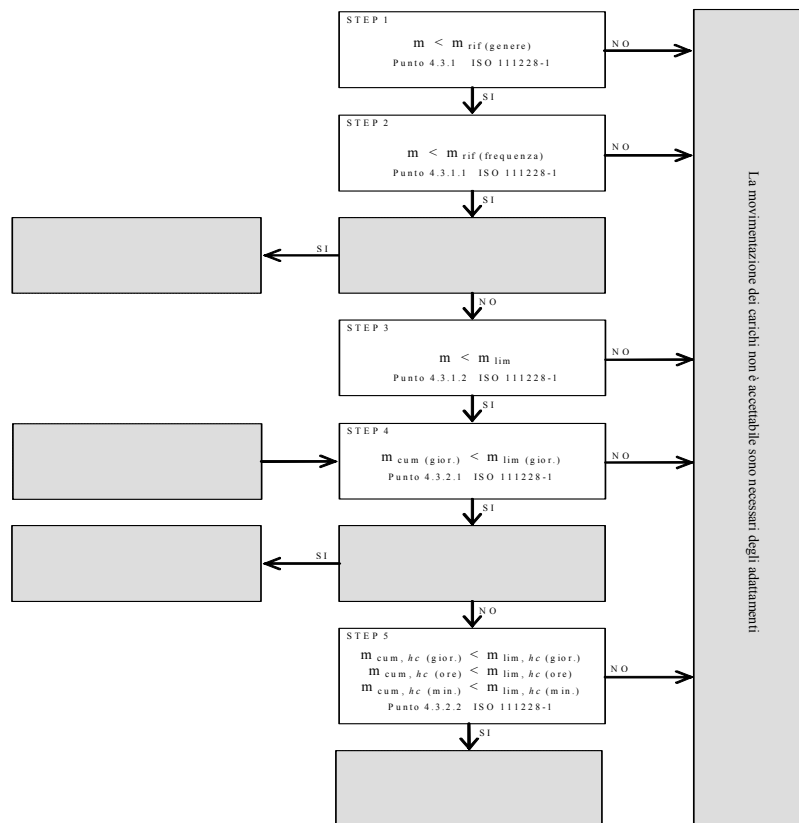 STEP 1
m < m rif (genere)
Punto 4.3.1 ISO 111228-1
NO
SI
STEP 2
m < m rif (frequenza)
Punto 4.3.1.1 ISO 111228-1
NO
SI
SI
NO
STEP 3
m < m lim
Punto 4.3.1.2 ISO 111228-1
NO
SI
STEP 4
m cum (gior.) < m lim (gior.)
Punto 4.3.2.1 ISO 111228-1
NO
SI
SI
NO
STEP 5
m cum, hc (gior.) < m lim, hc (gior.)
m cum, hc (ore) < m lim, hc (ore)
m cum, hc (min.) < m lim, hc (min.)
Punto 4.3.2.2 ISO 111228-1
NO
SI
La movimentazione dei carichi non è accettabile sono necessari degli adattamenti